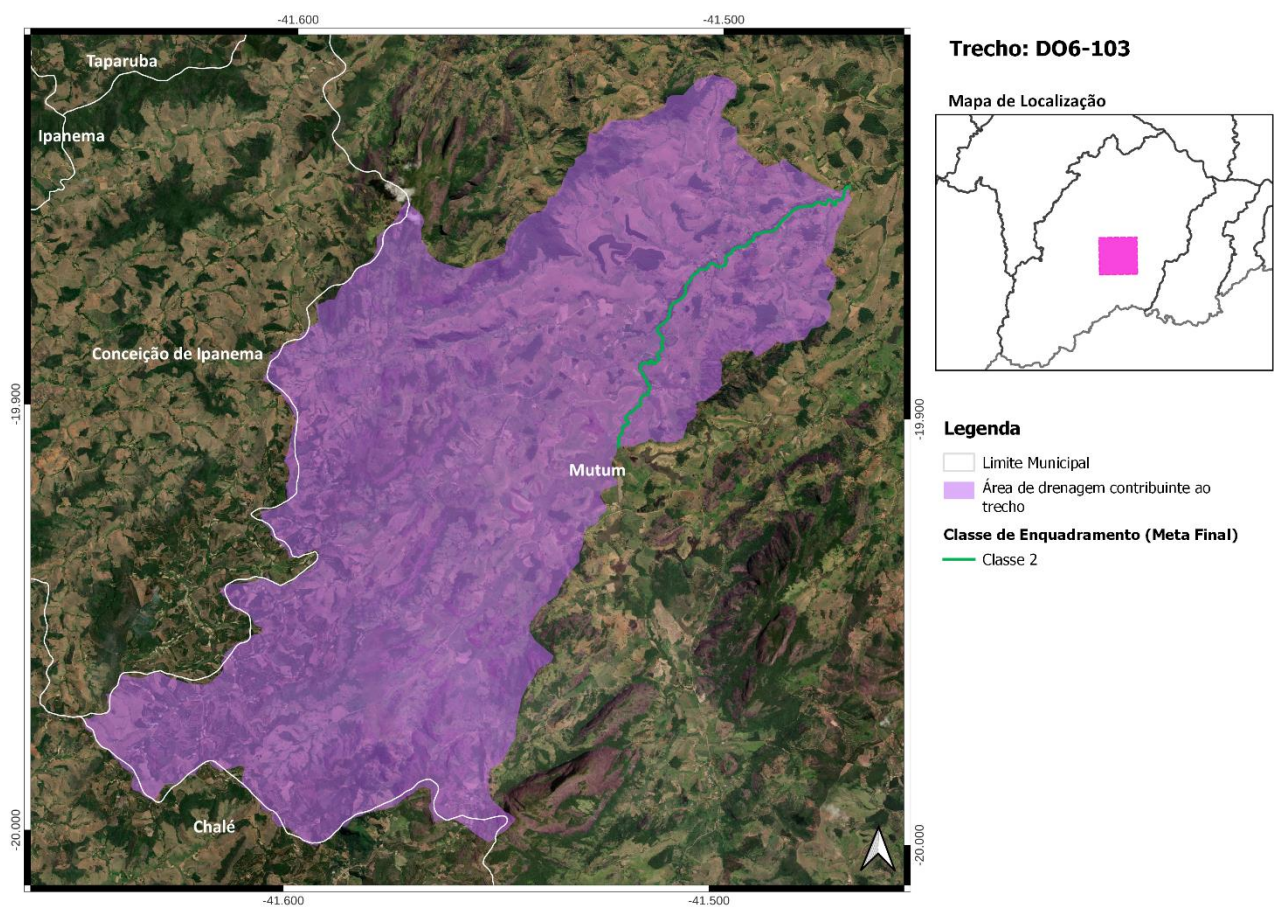 -41.600
-41.500
Trecho: DO6-103
Taparuba
Mapa de Localização
Ipanema
Conceição de Ipanema
-19.900
-19.900
Legenda
Mutum
Limite Municipal
Área de drenagem contribuinte ao
trecho
Classe de Enquadramento (Meta Final)
Classe 2
Chalé
-20.000
-20.000
-41.600
-41.500